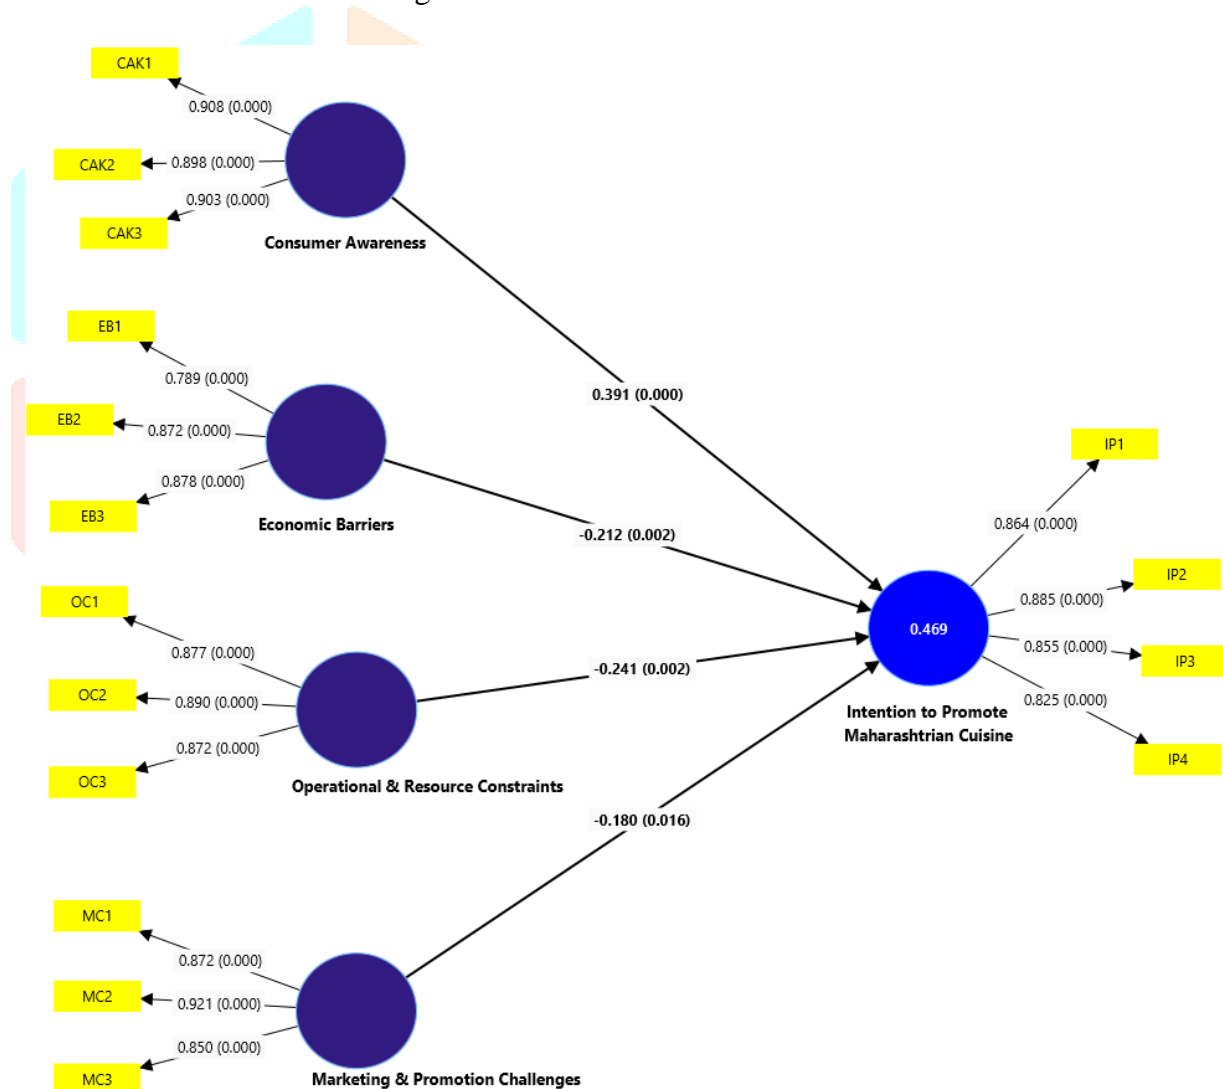 CAK1
0.908 (0.000)
CAK2
0.898 (0.000)
0.903 (0.000)
CAK3
Consumer Awareness
EB1
0.789 (0.000)
EB2
0.872 (0.000)
0.878 (0.000)
EB3
Economic Barriers
OC1
0.877 (0.000)
OC2
0.890 (0.000)
0.872 (0.000)
OC3
Operational & Resource Constraints
MC1
0.872 (0.000)
MC2
0.921 (0.000)
0.850 (0.000)
MC3
Marketing & Promotion Challenges
0.391 (0.000)
-0.212 (0.002)
-0.241 (0.002)
-0.180 (0.016)
0.469
Intention to Promote
Maharashtrian Cuisine
IP1
0.864 (0.000)
IP2
0.885 (0.000)
0.855 (0.000)
IP3
0.825 (0.000)
IP4